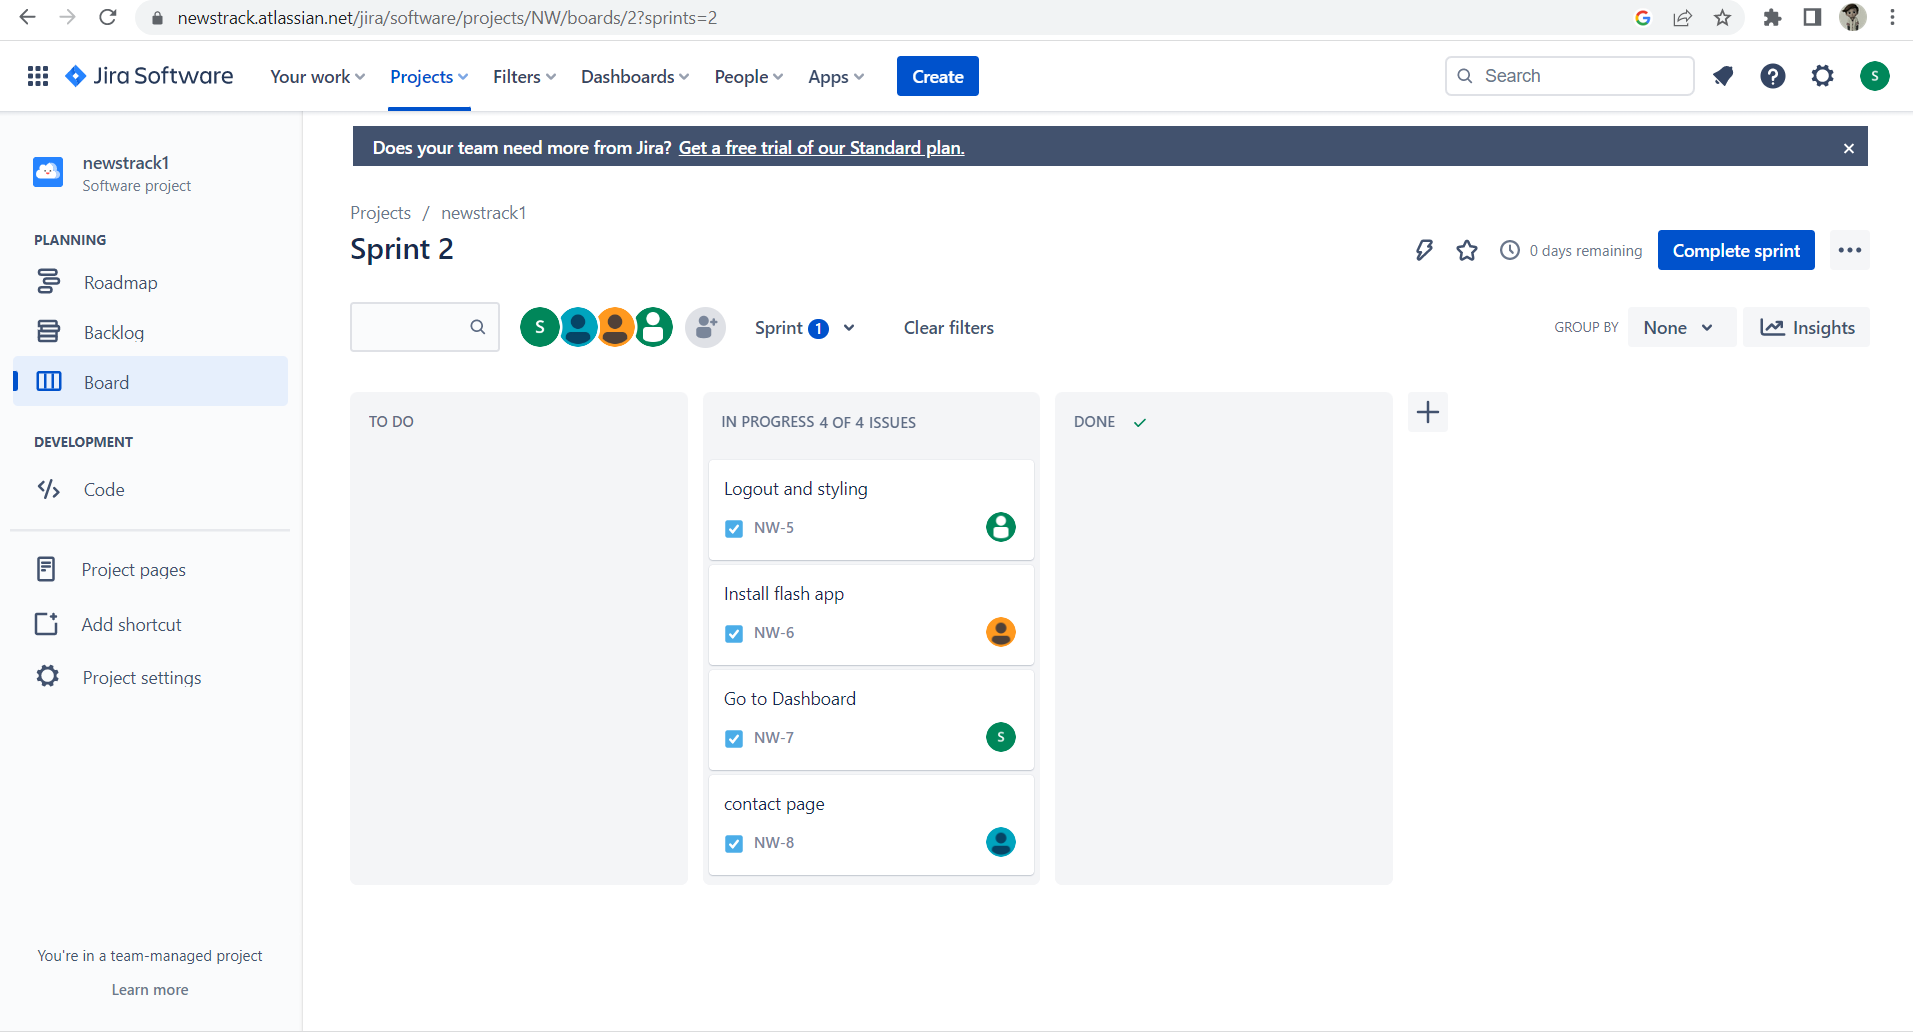 newstrack.atlassian.net/jira/software/projects/NW/boards/2?sprints=2
Jira Software Your work Projects Filters Dashboards People Apps Create Search S
Does your team need more from Jira? Get a free trial of our Standard plan.
newstrack1
Software project
Projects / newstrack1
Sprint 2
0 days remaining Complete sprint
PLANNING
Roadmap
Backlog
Board
DEVELOPMENT
Code
Project pages
Add shortcut
Project settings
You're in a team-managed project
Learn more
S Sprint 1 Clear filters GROUP BY None Insights
TO DO
IN PROGRESS 4 OF 4 ISSUES
Logout and styling
NW-5
Install flash app
NW-6
Go to Dashboard
NW-7 S
contact page
NW-8
DONE